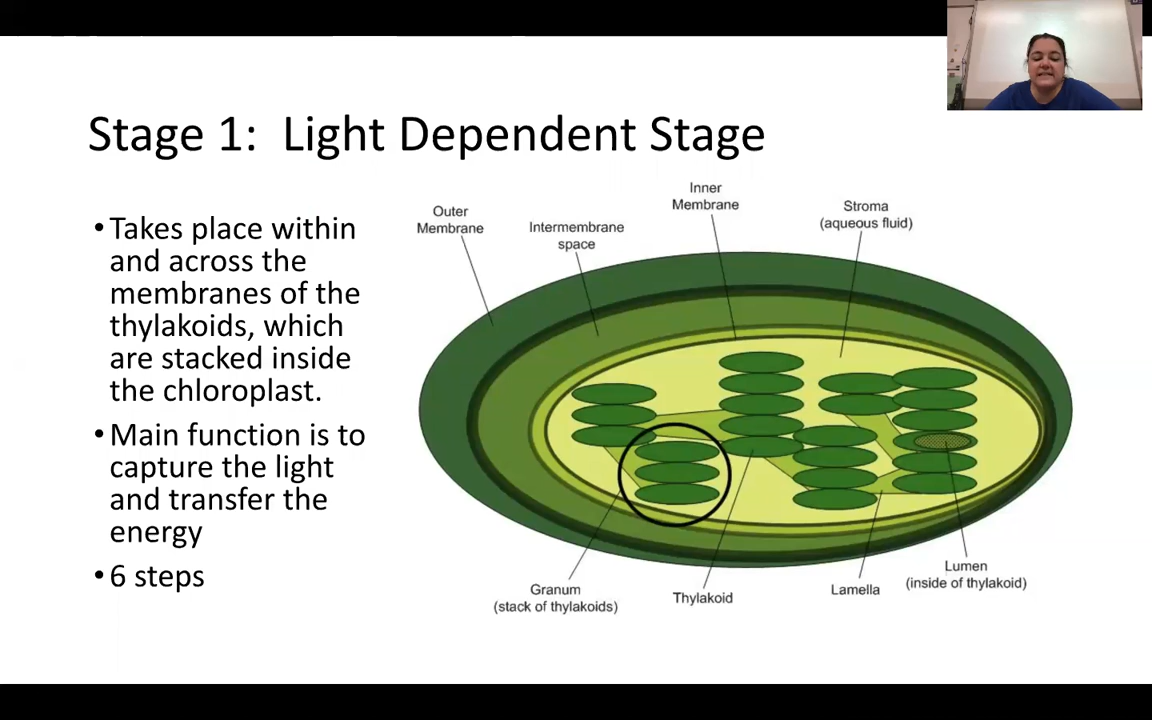 Stage 1:  Light Dependent Stage
• Takes place within
and across the
membranes of the
thylakoids, which
are stacked inside
the chloroplast.
• Main function is to
capture the light
and transfer the
energy
• 6 steps
Outer
Membrane
Intermembrane
space
Inner
Membrane
Stroma
(aqueous fluid)
Granum
(stack of thylakoids)
Thylakoid
Lamella
Lumen
(inside of thylakoid)